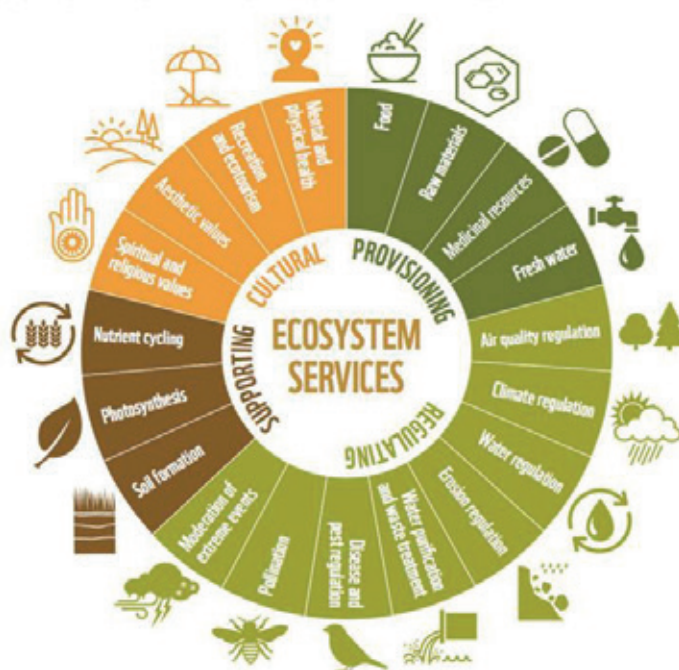 ECOSYSTEM
SERVICES
PROVISIONING
Food
Raw materials
Medicinal resources
Fresh water
REGULATING
Air quality regulation
Climate regulation
Water regulation
Erosion regulation
Water purification
and waste treatment
Disease and
pest regulation
Pollination
Moderation of
extreme events
SUPPORTING
Soil formation
Photosynthesis
Nutrient cycling
CULTURAL
Spiritual and
religious values
Aesthetic values
Recreation
and ecotourism
Mental and
physical health